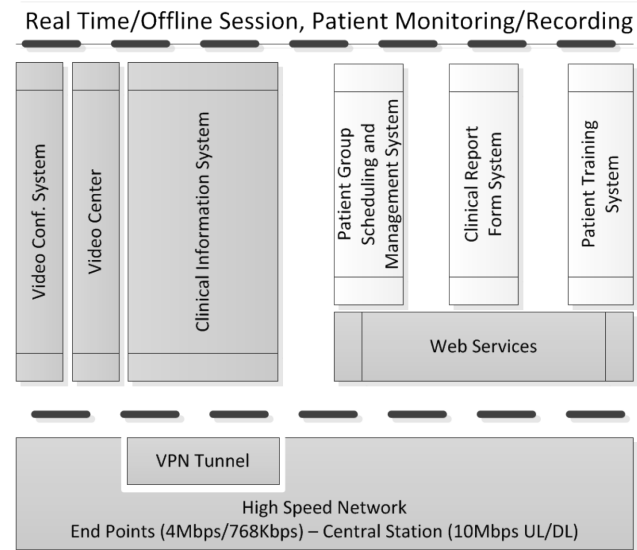 Real Time/Offline Session, Patient Monitoring/Recording
Video Conf. System
Video Center
Clinical Information System
Patient Group
Scheduling and
Management System
Clinical Report
Form System
Patient Training
System
Web Services
VPN Tunnel
High Speed Network
End Points (4Mbps/768Kbps) – Central Station (10Mbps UL/DL)